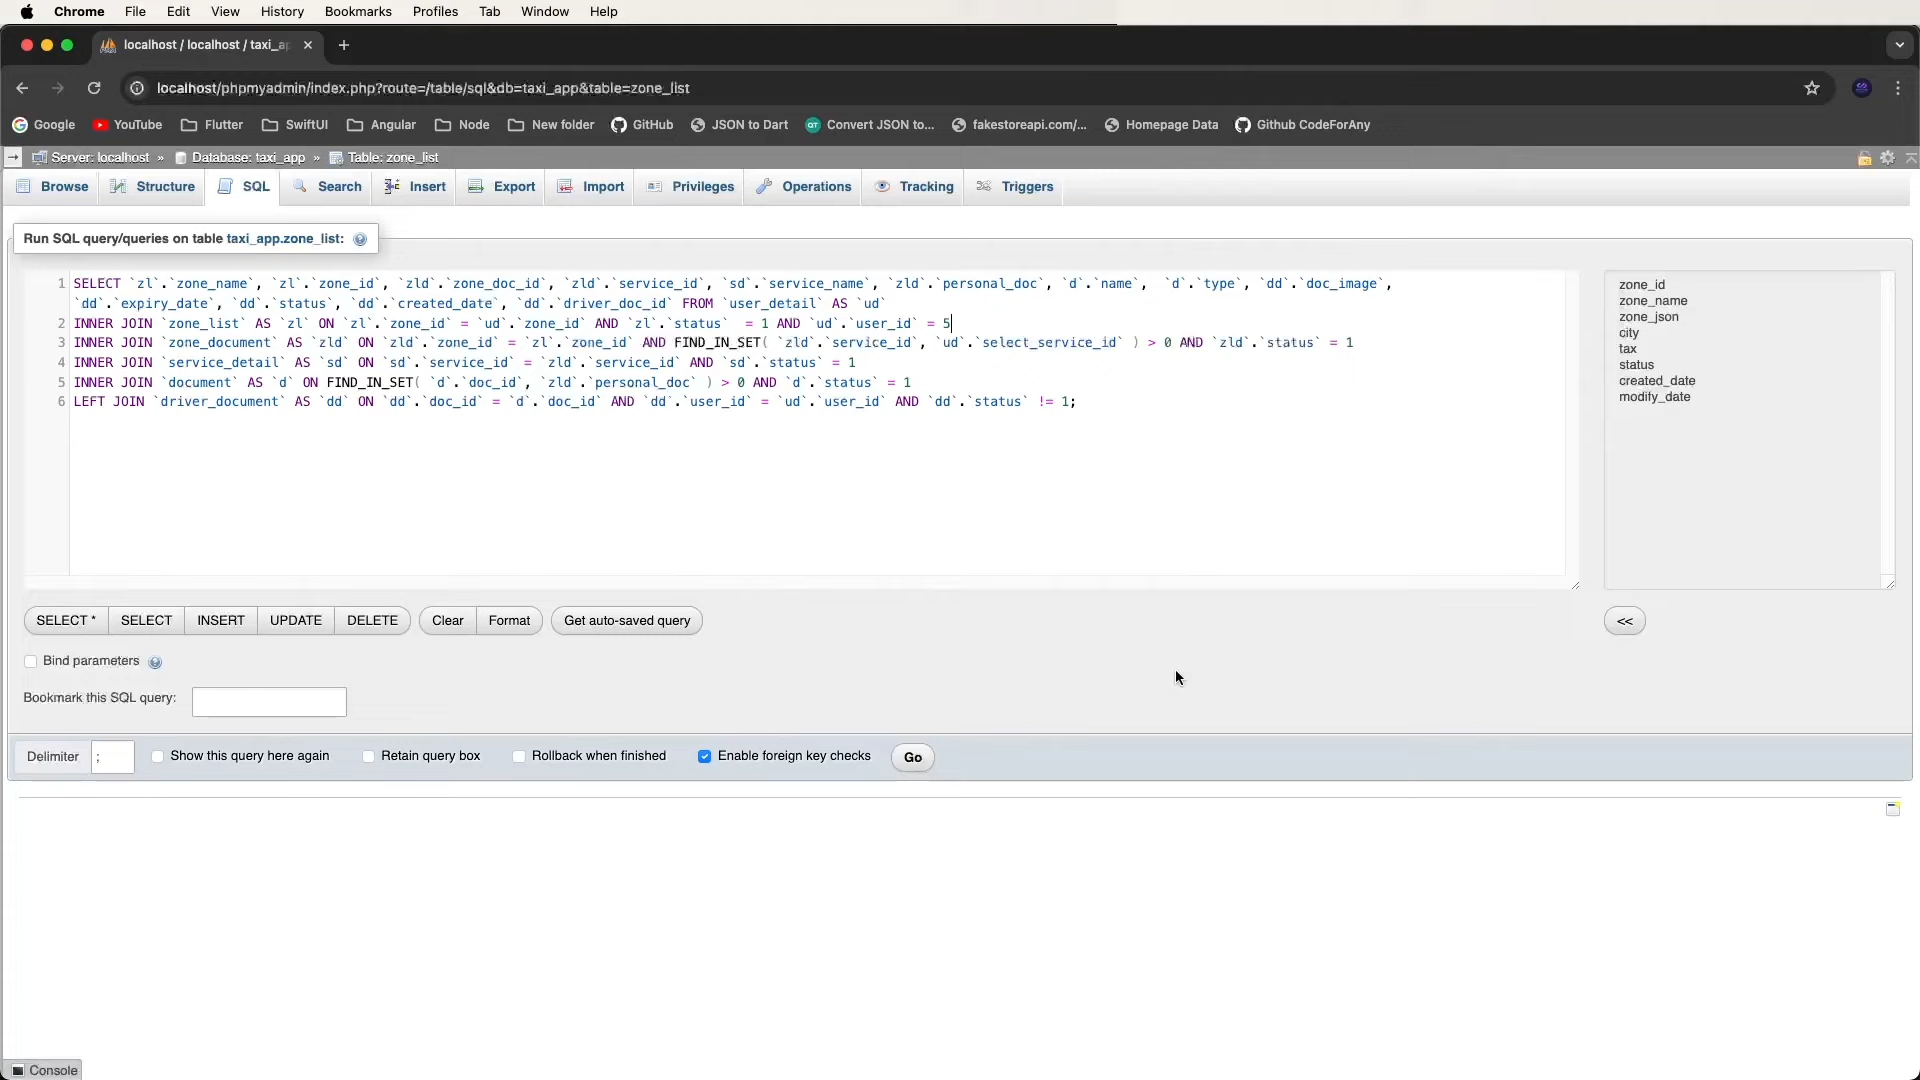 Chrome File Edit View History Bookmarks Profiles Tab Window Help
localhost / localhost / taxi_ap
localhost/phpmyadmin/index.php?route=/table/sql&db=taxi_app&table=zone_list
Google YouTube Flutter SwiftUI Angular Node New folder GitHub JSON to Dart Convert JSON to... fakestoreapi.com/... Homepage Data Github CodeForAny
Server: localhost » Database: taxi_app » Table: zone_list
Browse Structure SQL Search Insert Export Import Privileges Operations Tracking Triggers
Run SQL query/queries on table taxi_app.zone_list:
1 SELECT `zl`.`zone_name`, `zl`.`zone_id`, `zld`.`zone_doc_id`, `zld`.`service_id`, `sd`.`service_name`, `zld`.`personal_doc`, `d`.`name`,  `d`.`type`, `dd`.`doc_image`,
`dd`.`expiry_date`, `dd`.`status`, `dd`.`created_date`, `dd`.`driver_doc_id` FROM `user_detail` AS `ud`
2 INNER JOIN `zone_list` AS `zl` ON `zl`.`zone_id` = `ud`.`zone_id` AND `zl`.`status`  = 1 AND `ud`.`user_id` = 5
3 INNER JOIN `zone_document` AS `zld` ON `zld`.`zone_id` = `zl`.`zone_id` AND FIND_IN_SET( `zld`.`service_id`, `ud`.`select_service_id` ) > 0 AND `zld`.`status` = 1
4 INNER JOIN `service_detail` AS `sd` ON `sd`.`service_id` = `zld`.`service_id` AND `sd`.`status` = 1
5 INNER JOIN `document` AS `d` ON FIND_IN_SET( `d`.`doc_id`, `zld`.`personal_doc` ) > 0 AND `d`.`status` = 1
6 LEFT JOIN `driver_document` AS `dd` ON `dd`.`doc_id` = `d`.`doc_id` AND `dd`.`user_id` = `ud`.`user_id` AND `dd`.`status` != 1;
zone_id
zone_name
zone_json
city
tax
status
created_date
modify_date
SELECT * SELECT INSERT UPDATE DELETE Clear Format Get auto-saved query <<
Bind parameters
Bookmark this SQL query:
Delimiter ; Show this query here again Retain query box Rollback when finished Enable foreign key checks Go
Console